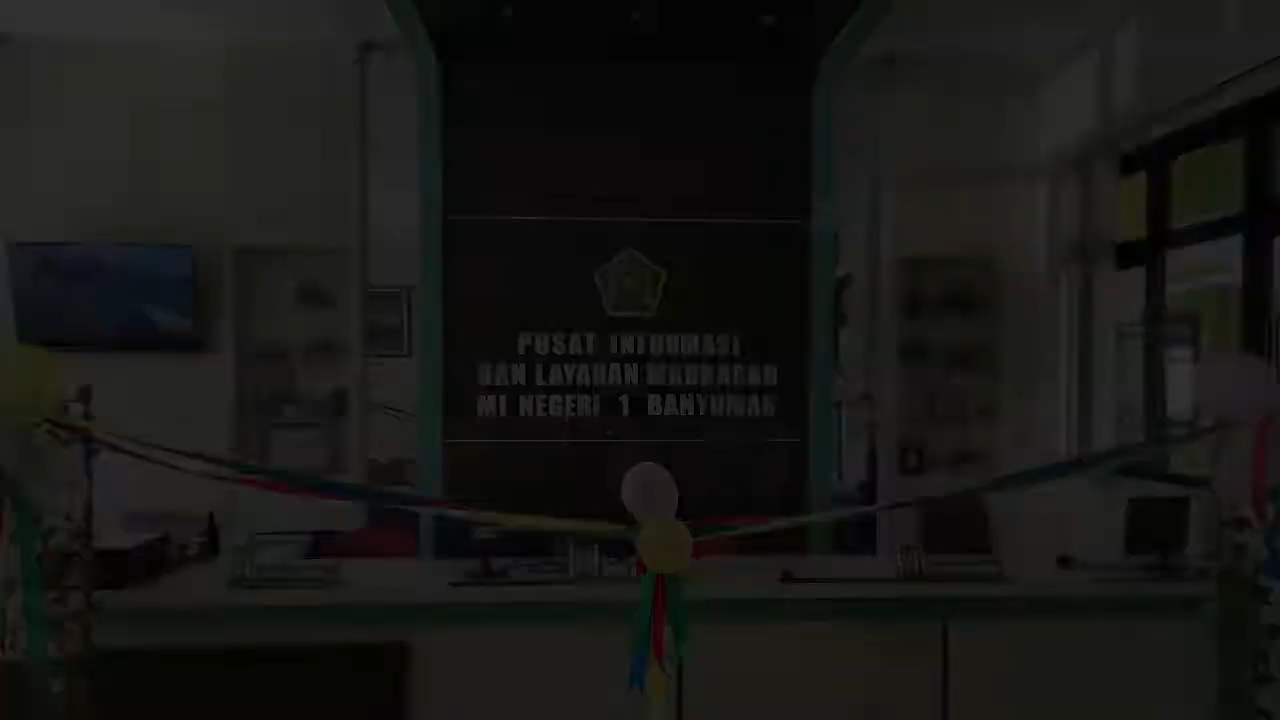 PUSAT INFORMASI
DAN LAYANAN MADRASAH
MI NEGERI 1 BANYUMAS